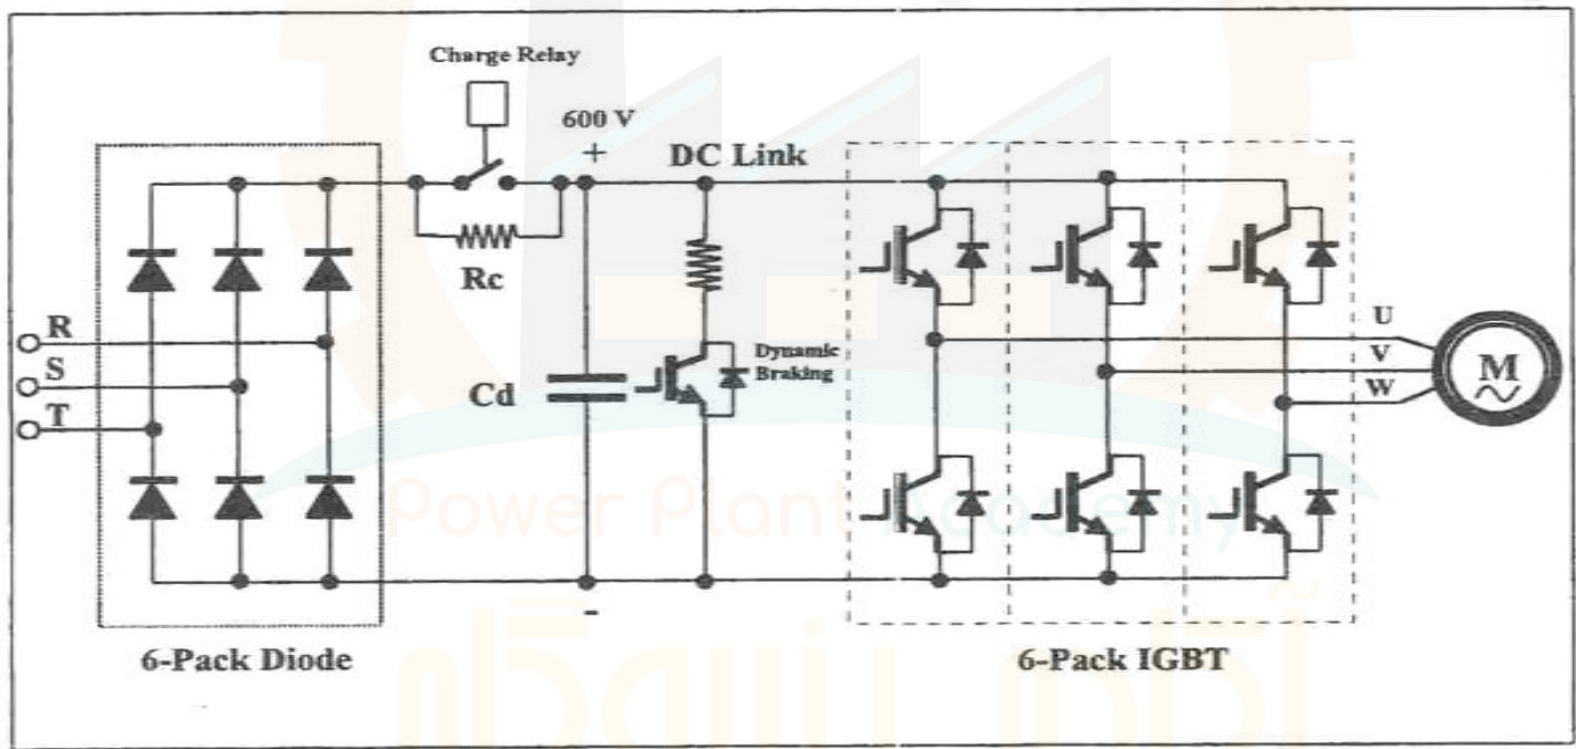 Charge Relay
600 V
+
DC Link
Rc
R
S
T
Cd
Dynamic
Braking
U
V
W
M
-
Power Plant Academy
6-Pack Diode
6-Pack IGBT